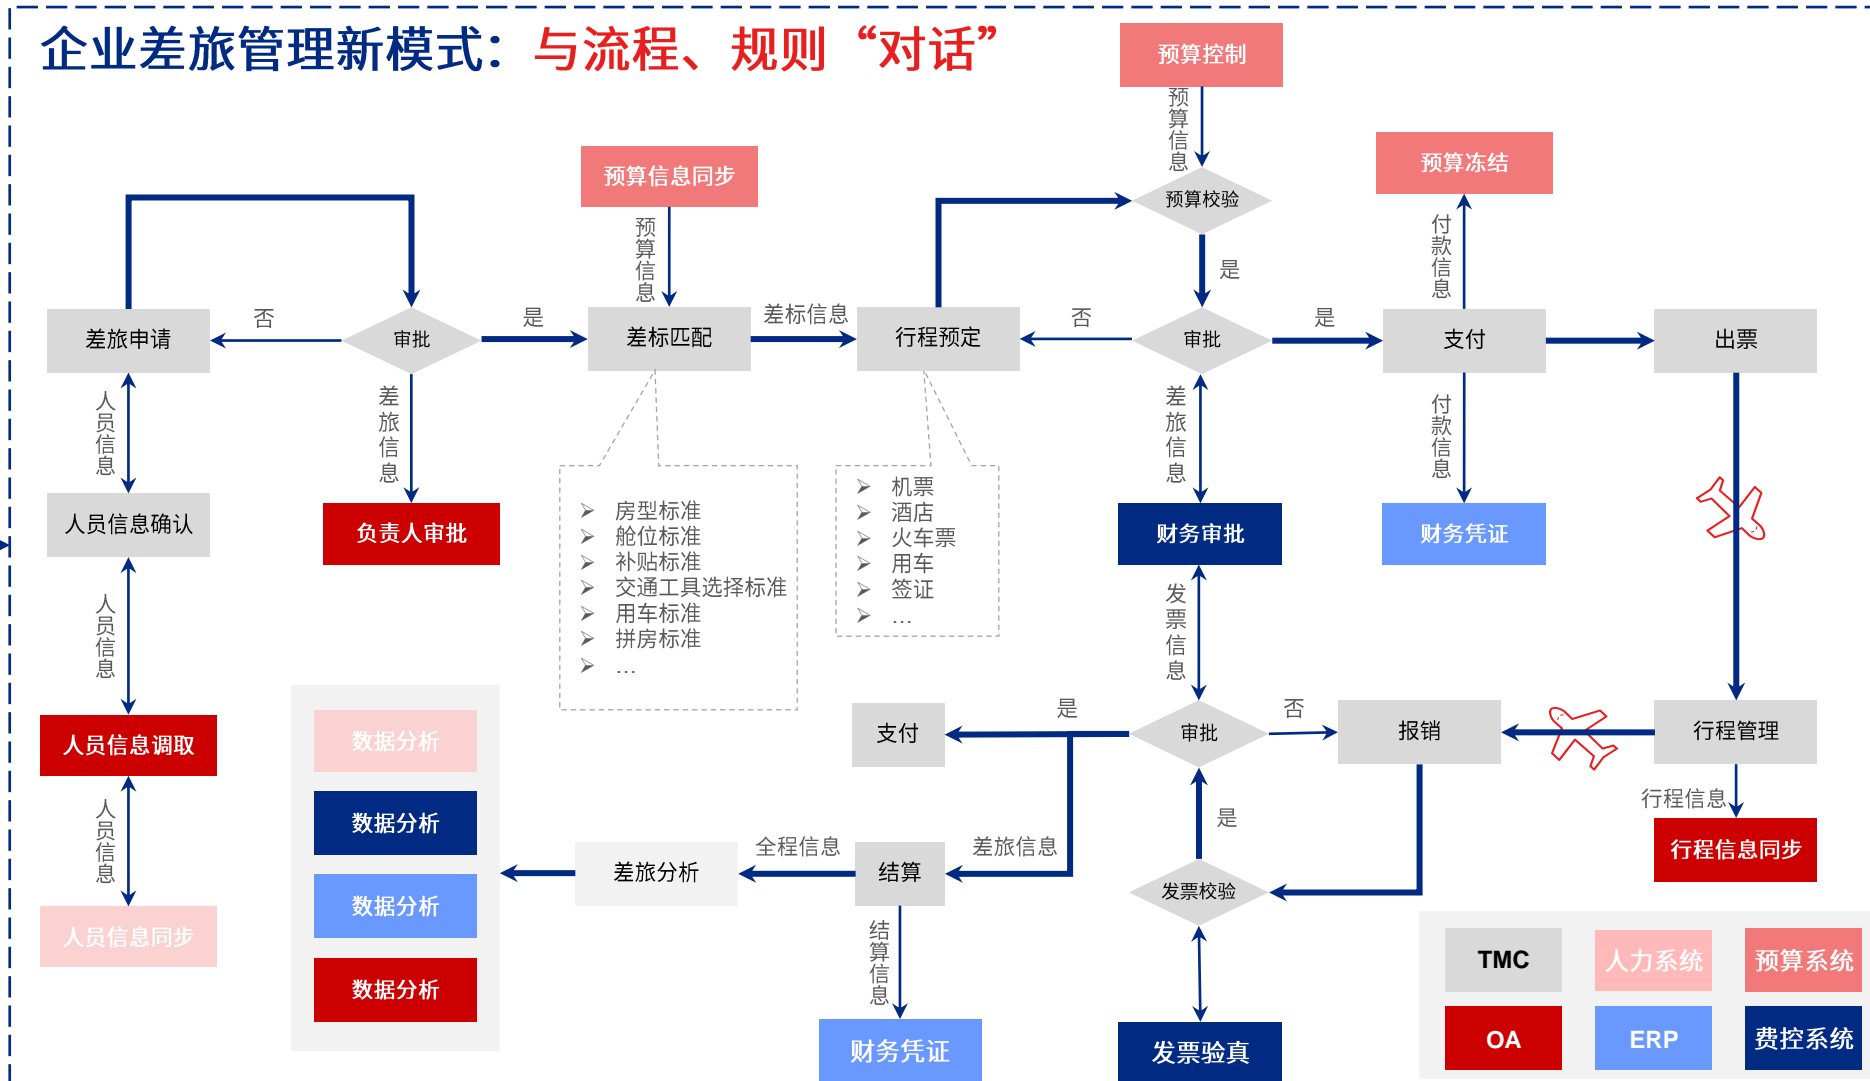 企业差旅管理新模式：与流程、规则“对话”
预算控制
预算信息
预算信息同步
预算冻结
预算校验
预算信息
付款信息
是
否
是
差标信息
否
是
差旅申请
审批
差标匹配
行程预定
审批
支付
出票
人员信息
差旅信息
差旅信息
付款信息
人员信息确认
负责人审批
财务审批
财务凭证
房型标准
舱位标准
补贴标准
交通工具选择标准
用车标准
拼房标准
…
机票
酒店
火车票
用车
签证
…
人员信息
发票信息
人员信息调取
数据分析
数据分析
数据分析
数据分析
支付
是
审批
否
报销
行程管理
行程信息
行程信息同步
人员信息
是
全程信息
差旅信息
差旅分析
结算
发票校验
人员信息同步
结算信息
财务凭证
发票验真
TMC
人力系统
预算系统
OA
ERP
费控系统